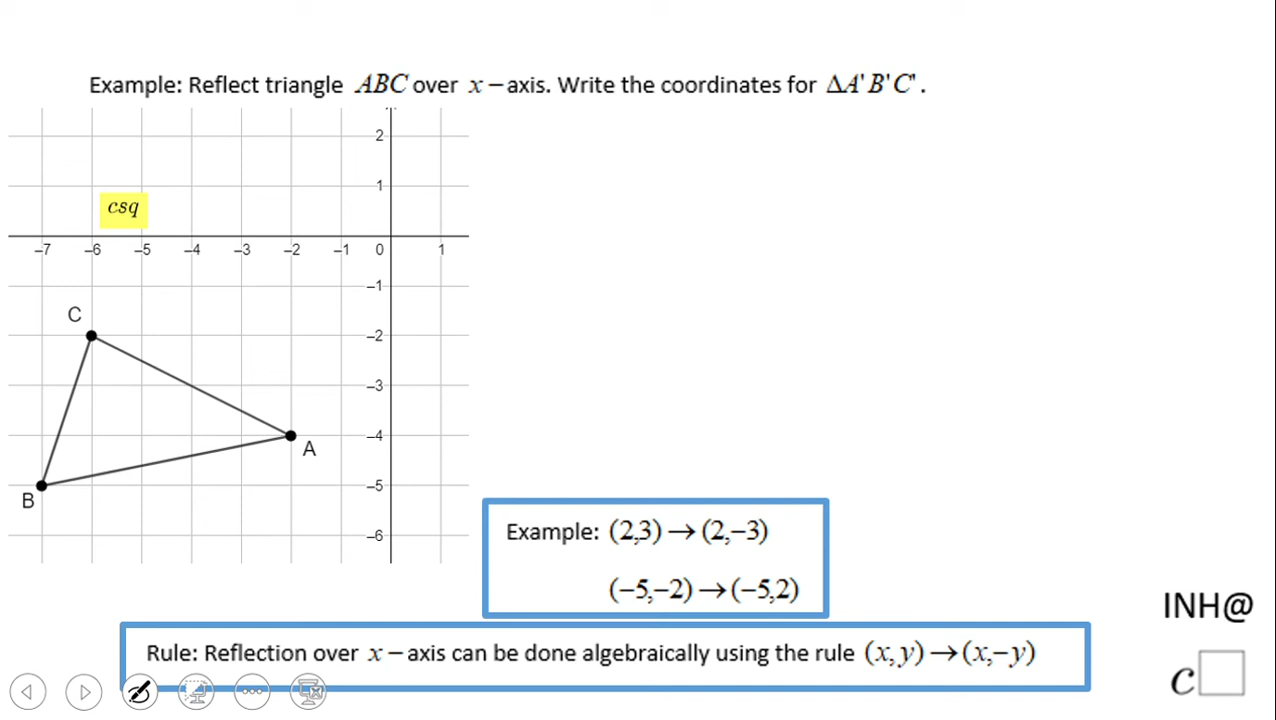 Example: Reflect triangle ABC over x – axis. Write the coordinates for ΔA'B'C'.
2
1
csq
–7 –6 –5 –4 –3 –2 –1 0 1
–1
C
–2
–3
–4
A
–5
B
–6
Example: (2,3) → (2,–3)
(–5,–2) → (–5,2)
INH@
Rule: Reflection over x – axis can be done algebraically using the rule (x, y) → (x,–y)
c